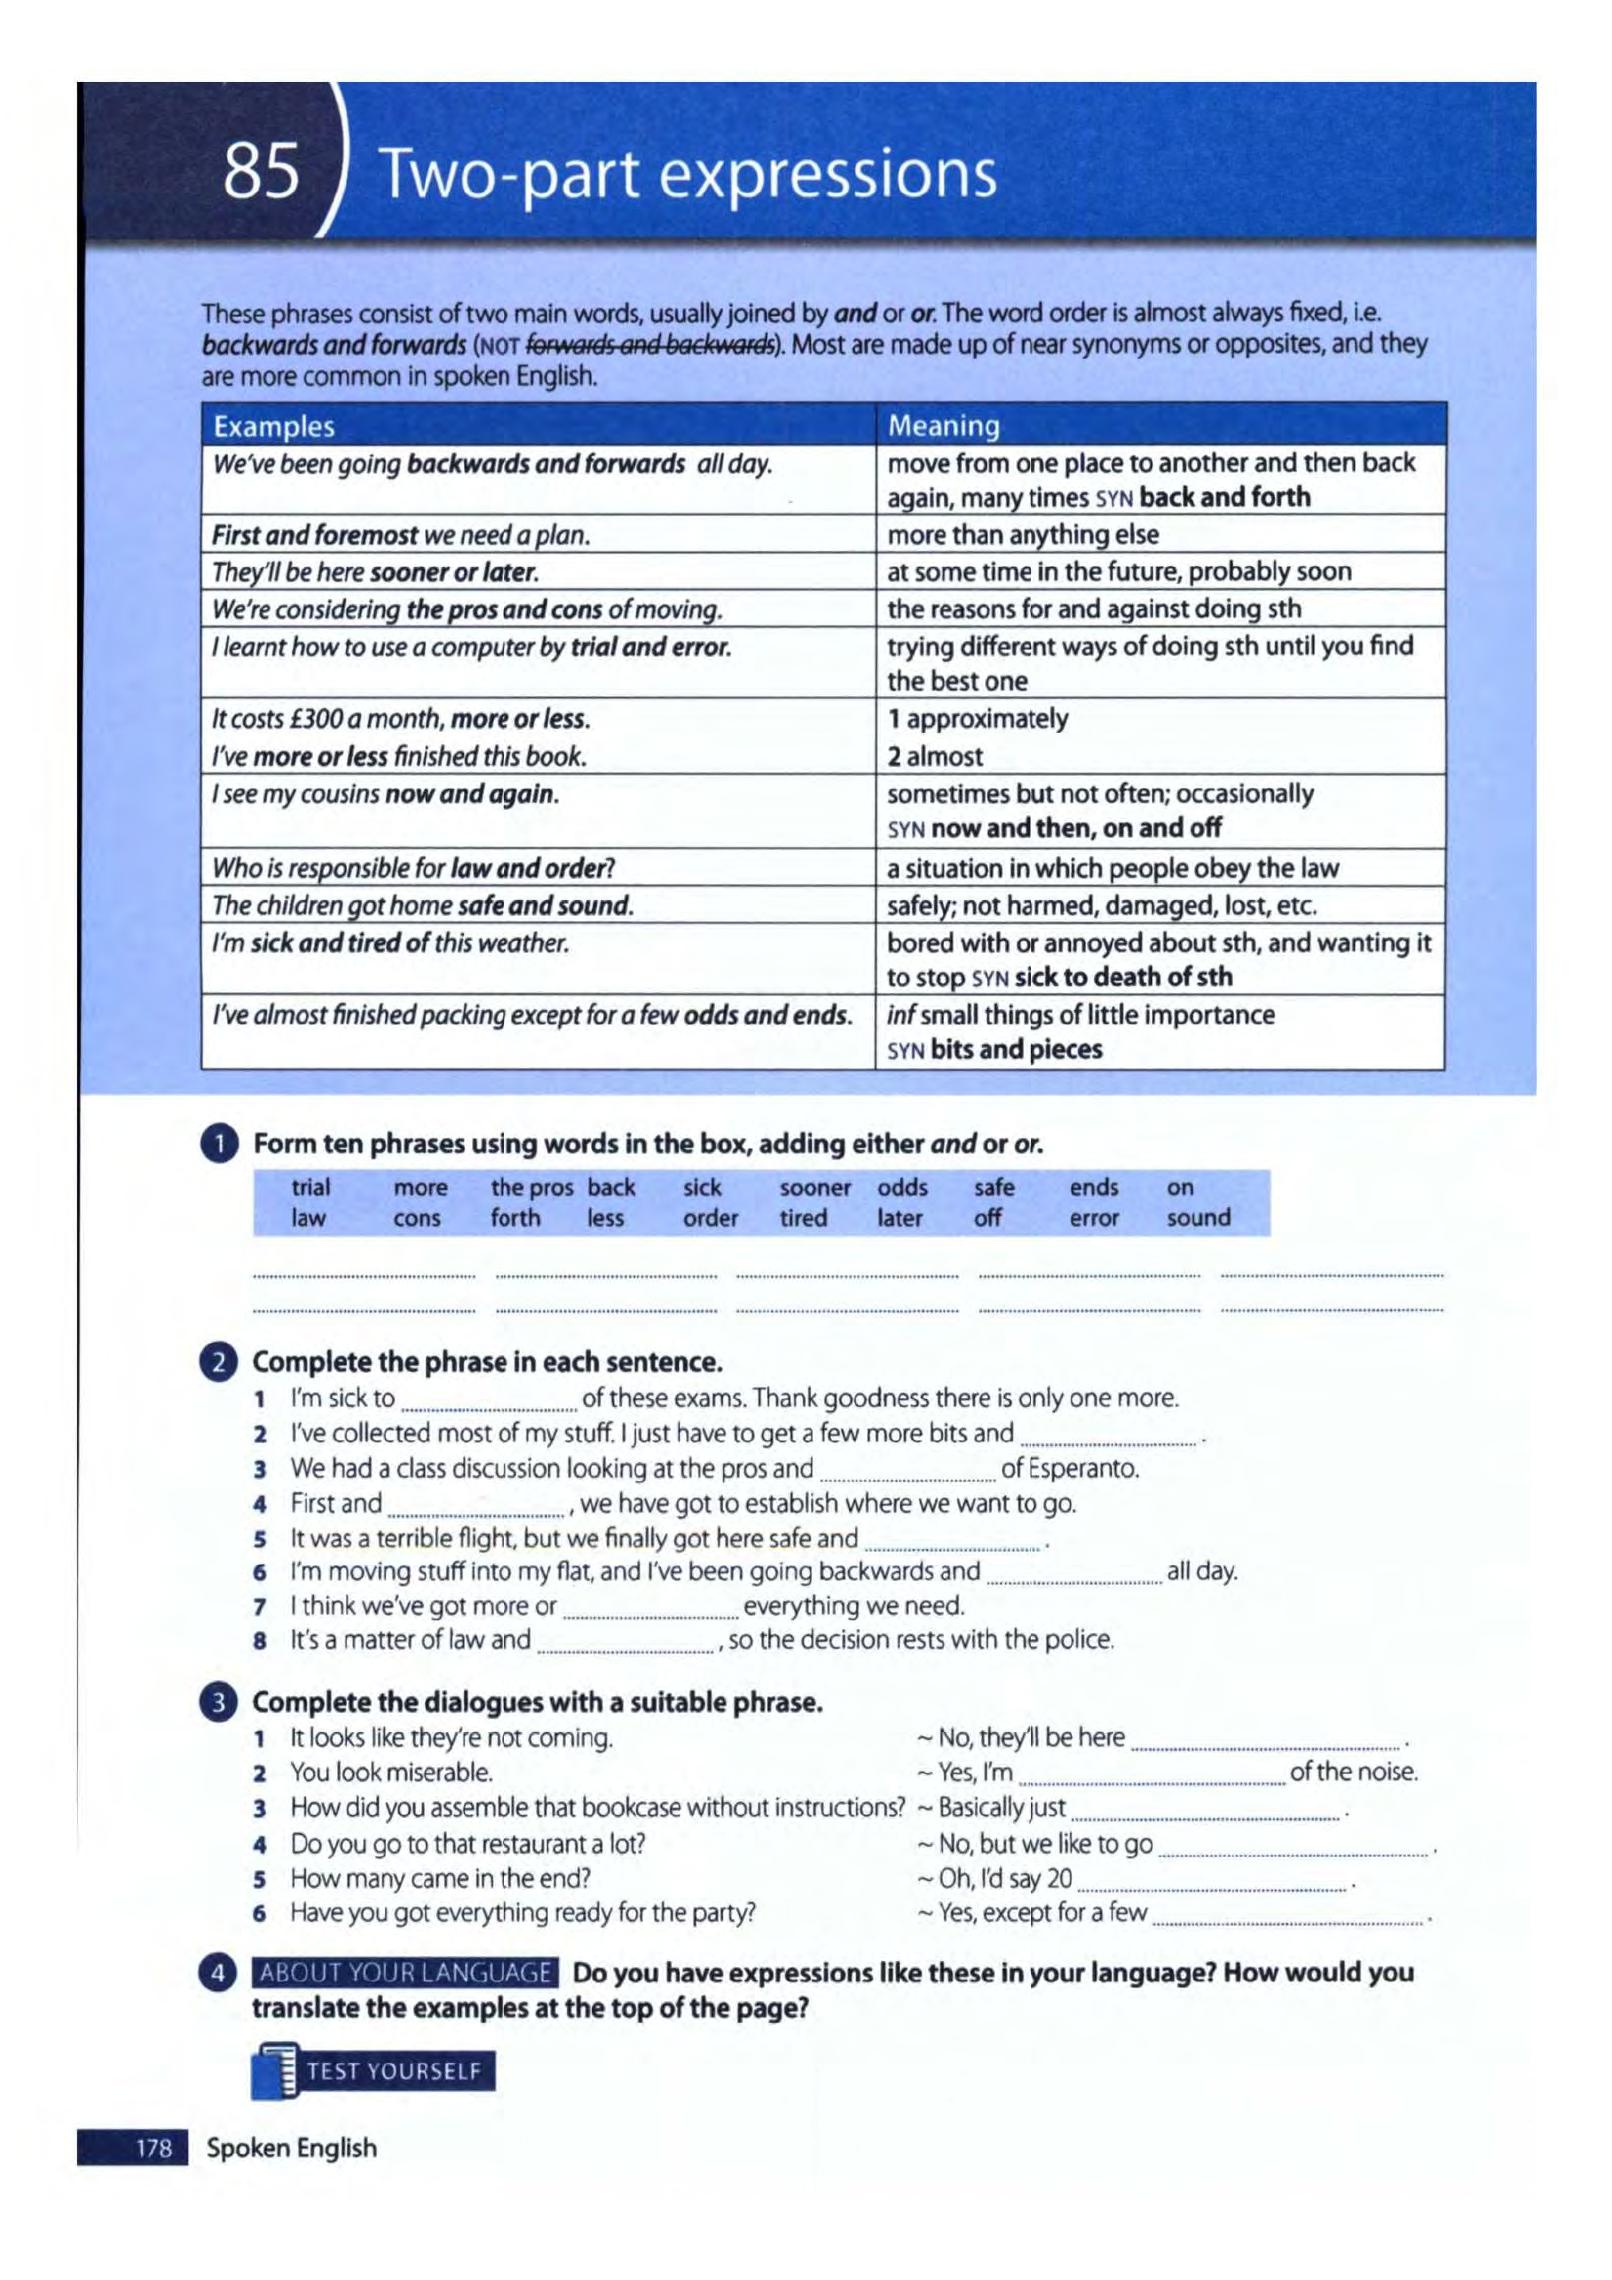 85 Two-part expressions
These phrases consist of two main words, usually joined by and or or. The word order is almost always fixed, i.e.
backwards and forwards (NOT forwards and backwards). Most are made up of near synonyms or opposites, and they
are more common in spoken English.
Examples Meaning
We've been going backwards and forwards all day. move from one place to another and then back
again, many times SYN back and forth
First and foremost we need a plan. more than anything else
They'll be here sooner or later. at some time in the future, probably soon
We're considering the pros and cons of moving. the reasons for and against doing sth
I learnt how to use a computer by trial and error. trying different ways of doing sth until you find
the best one
It costs £300 a month, more or less. 1 approximately
I've more or less finished this book. 2 almost
I see my cousins now and again. sometimes but not often; occasionally
SYN now and then, on and off
Who is responsible for law and order? a situation in which people obey the law
The children got home safe and sound. safely; not harmed, damaged, lost, etc.
I'm sick and tired of this weather. bored with or annoyed about sth, and wanting it
to stop SYN sick to death of sth
I've almost finished packing except for a few odds and ends. inf small things of little importance
SYN bits and pieces
1 Form ten phrases using words in the box, adding either and or or.
trial more the pros back sick sooner odds safe ends on
law cons forth less order tired later off error sound
2 Complete the phrase in each sentence.
1 I'm sick to ........ of these exams. Thank goodness there is only one more.
2 I've collected most of my stuff. I just have to get a few more bits and ........ .
3 We had a class discussion looking at the pros and ........ of Esperanto.
4 First and ........ , we have got to establish where we want to go.
5 It was a terrible flight, but we finally got here safe and ........ .
6 I'm moving stuff into my flat, and I've been going backwards and ........ all day.
7 I think we've got more or ........ everything we need.
8 It's a matter of law and ........ , so the decision rests with the police.
3 Complete the dialogues with a suitable phrase.
1 It looks like they're not coming. ~ No, they'll be here ........ .
2 You look miserable. ~ Yes, I'm ........ of the noise.
3 How did you assemble that bookcase without instructions? ~ Basically just ........ .
4 Do you go to that restaurant a lot? ~ No, but we like to go ........ .
5 How many came in the end? ~ Oh, I'd say 20 ........ .
6 Have you got everything ready for the party? ~ Yes, except for a few ........ .
4 ABOUT YOUR LANGUAGE Do you have expressions like these in your language? How would you
translate the examples at the top of the page?
TEST YOURSELF
178 Spoken English